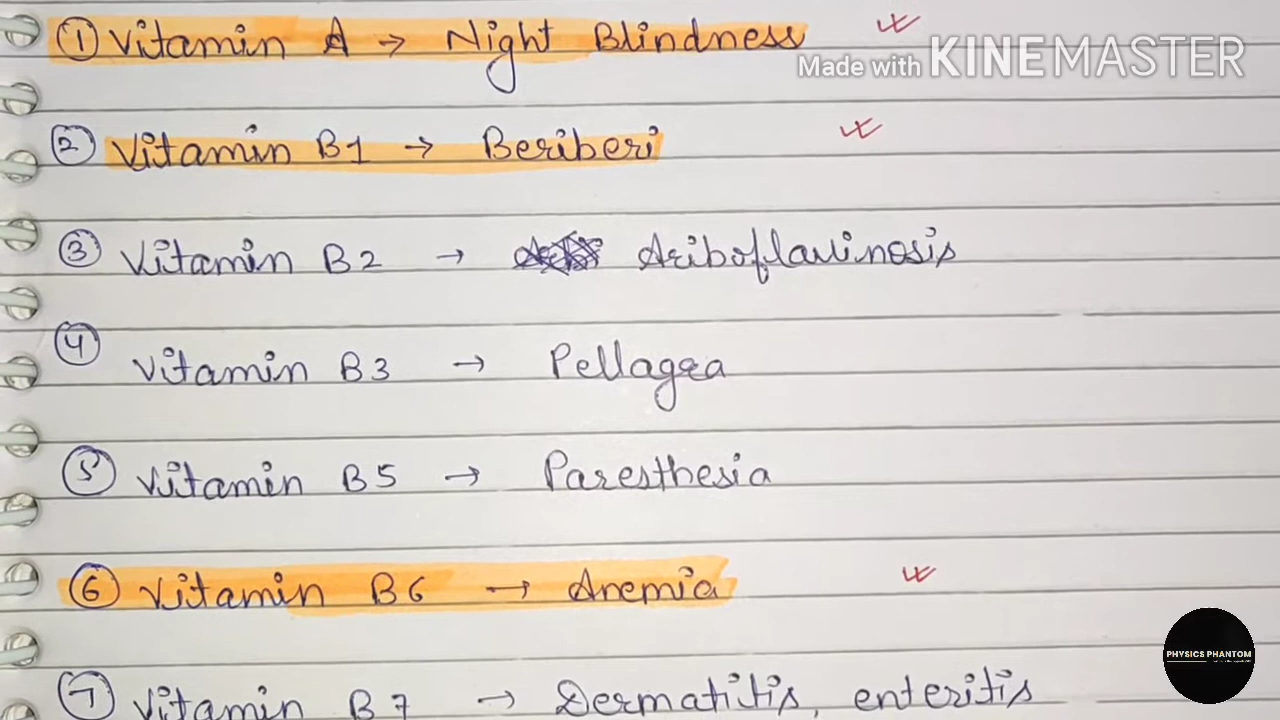 ① Vitamin A → Night Blindness
Made with KINEMASTER
② Vitamin B1 → Beriberi
③ Vitamin B2 → Ariboflavinosis
④ Vitamin B3 → Pellagra
⑤ Vitamin B5 → Paresthesia
⑥ Vitamin B6 → Anemia
PHYSICS PHANTOM
⑦ Vitamin B7 → Dermatitis, enteritis